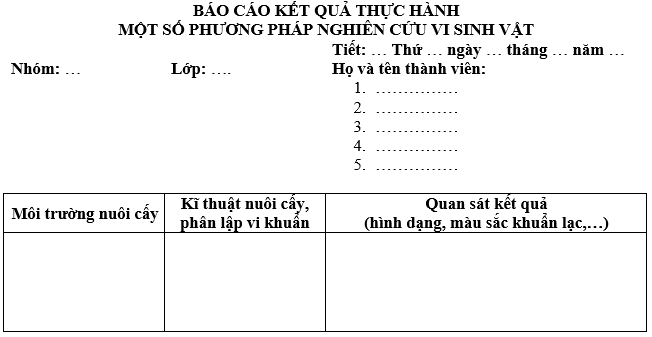 BÁO CÁO KẾT QUẢ THỰC HÀNH
MỘT SỐ PHƯƠNG PHÁP NGHIÊN CỨU VI SINH VẬT
Tiết: … Thứ … ngày … tháng … năm …
Nhóm: … Lớp: …. Họ và tên thành viên:
1. ……………
2. ……………
3. ……………
4. ……………
5. ……………
Môi trường nuôi cấy
Kĩ thuật nuôi cấy,
phân lập vi khuẩn
Quan sát kết quả
(hình dạng, màu sắc khuẩn lạc,…)